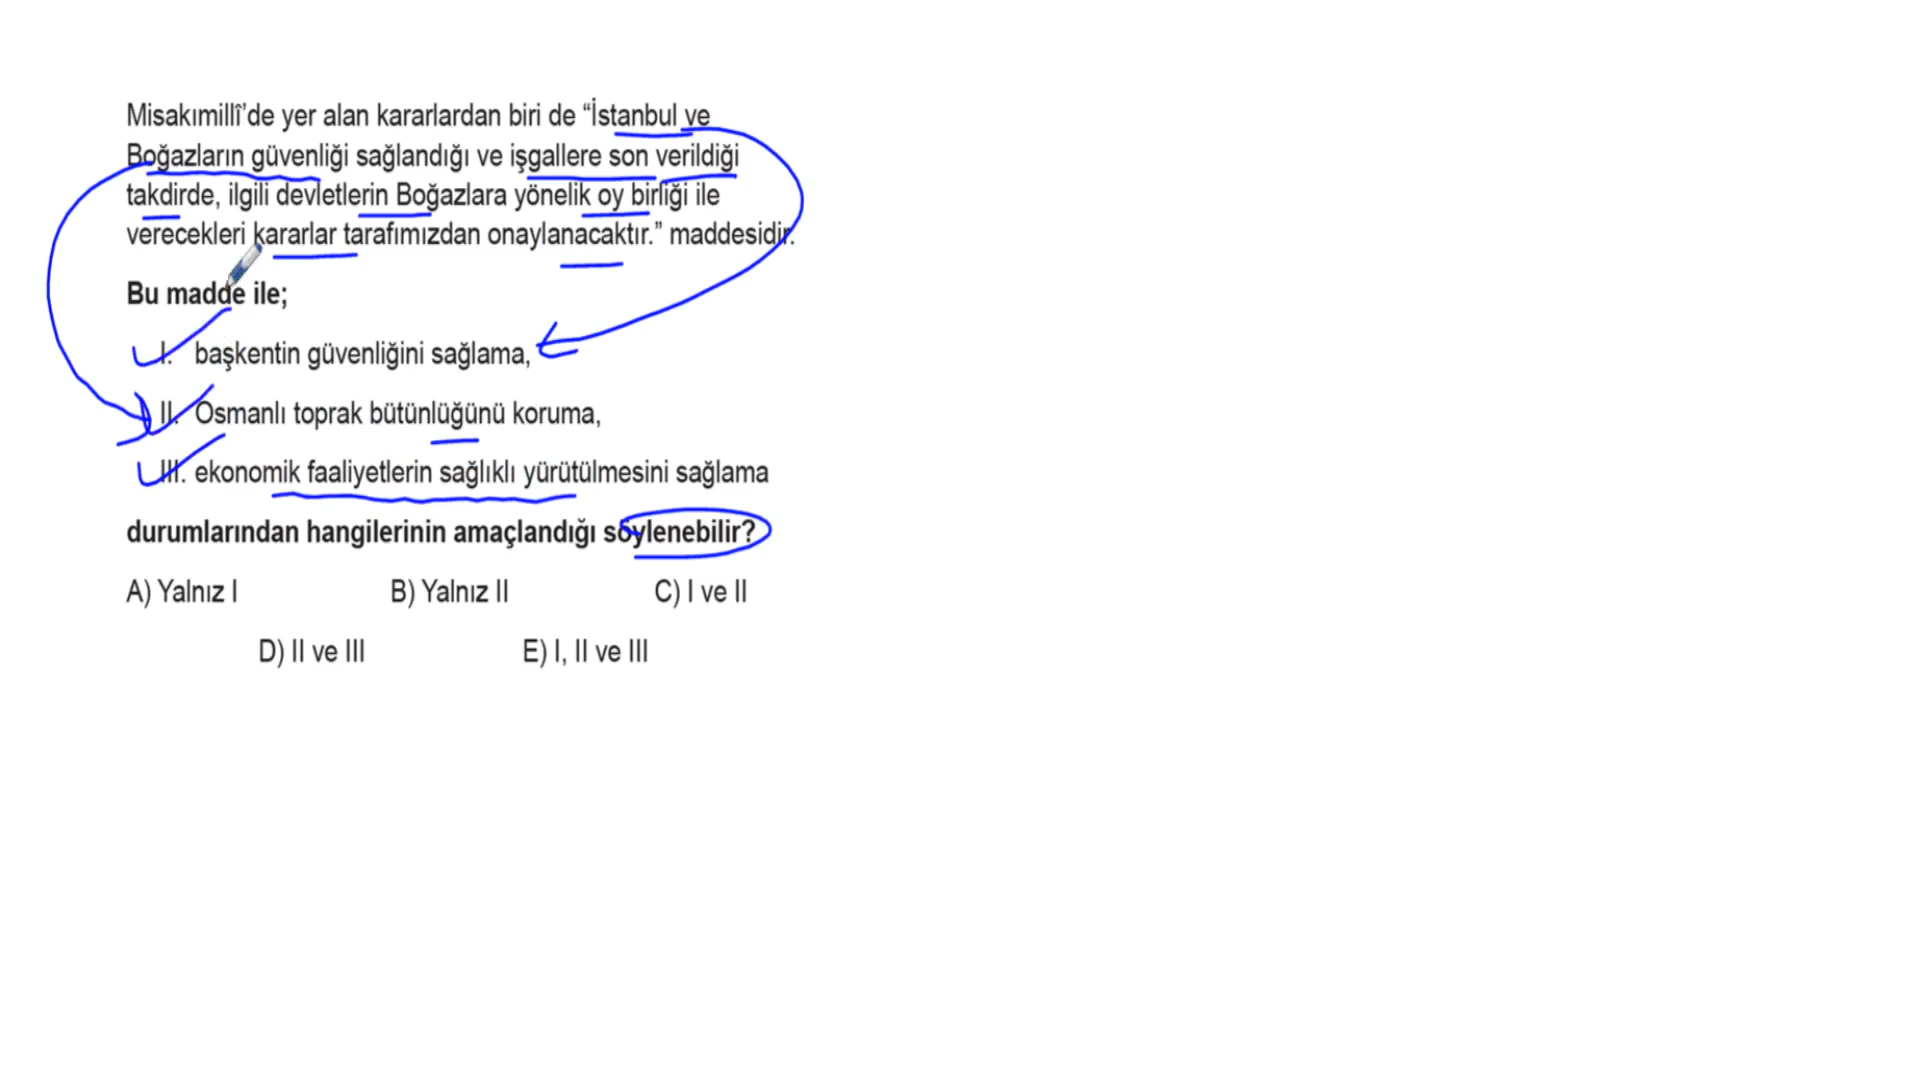 Misakımillî’de yer alan kararlardan biri de “İstanbul ve
Boğazların güvenliği sağlandığı ve işgallere son verildiği
takdirde, ilgili devletlerin Boğazlara yönelik oy birliği ile
verecekleri kararlar tarafımızdan onaylanacaktır.” maddesidir.
Bu madde ile;
I. başkentin güvenliğini sağlama,
II. Osmanlı toprak bütünlüğünü koruma,
III. ekonomik faaliyetlerin sağlıklı yürütülmesini sağlama
durumlarından hangilerinin amaçlandığı söylenebilir?
A) Yalnız I B) Yalnız II C) I ve II
D) II ve III E) I, II ve III